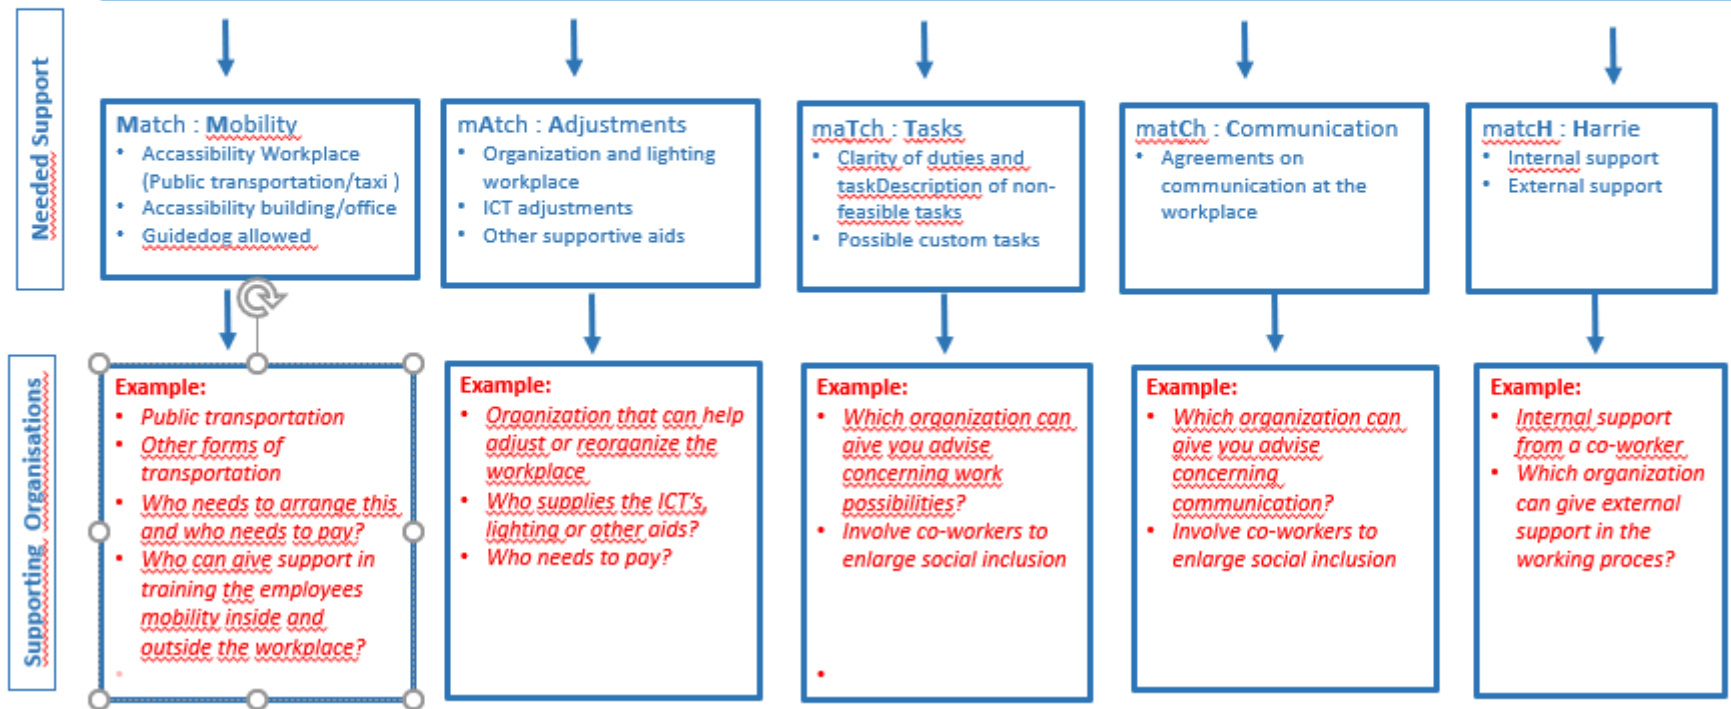 Needed Support
Match : Mobility
• Accassibility Workplace
(Public transportation/taxi )
• Accassibility building/office
• Guidedog allowed
mAtch : Adjustments
• Organization and lighting
workplace
• ICT adjustments
• Other supportive aids
maTch : Tasks
• Clarity of duties and
taskDescription of non-
feasible tasks
• Possible custom tasks
matCh : Communication
• Agreements on
communication at the
workplace
matcH : Harrie
• Internal support
• External support
Supporting Organisations
Example:
• Public transportation
• Other forms of
transportation
• Who needs to arrange this
and who needs to pay?
• Who can give support in
training the employees
mobility inside and
outside the workplace?
•
Example:
• Organization that can help
adjust or reorganize the
workplace
• Who supplies the ICT's,
lighting or other aids?
• Who needs to pay?
Example:
• Which organization can
give you advise
concerning work
possibilities?
• Involve co-workers to
enlarge social inclusion
•
Example:
• Which organization can
give you advise
concerning
communication?
• Involve co-workers to
enlarge social inclusion
Example:
• Internal support
from a co-worker
• Which organization
can give external
support in the
working proces?